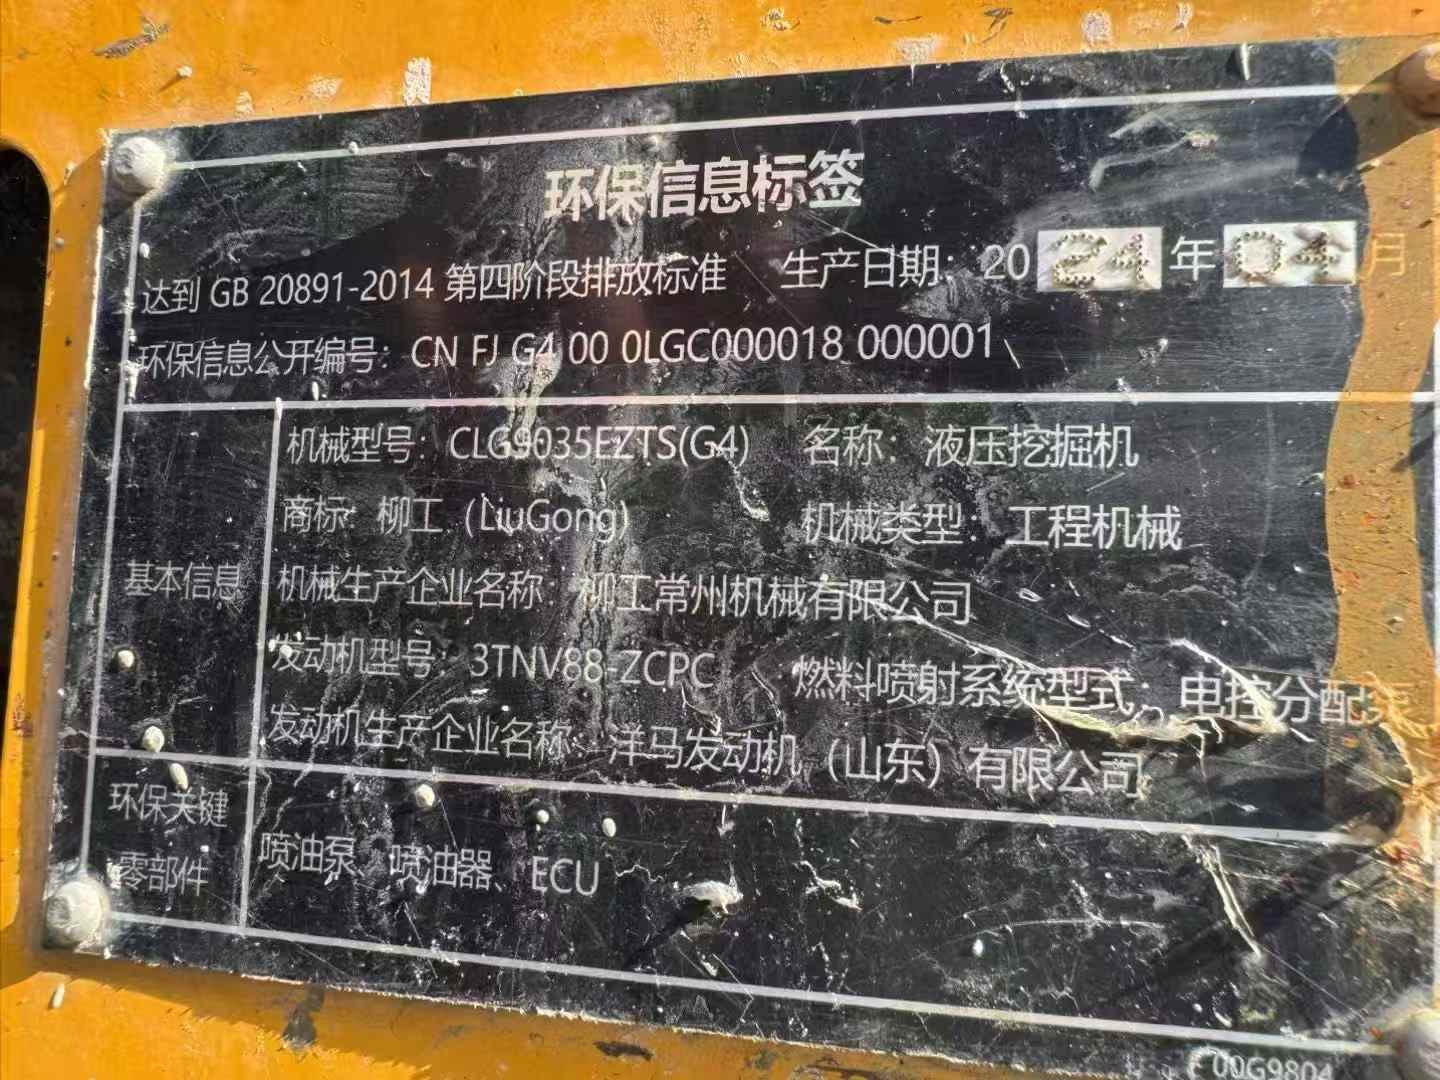 环保信息标签
达到 GB 20891-2014 第四阶段排放标准 生产日期：2024年04月
环保信息公开编号：CN FJ G4 00 0LGC000018 000001
基本信息
机械型号：CLG9035EZTS(G4) 名称：液压挖掘机
商标：柳工（LiuGong） 机械类型：工程机械
机械生产企业名称：柳工常州机械有限公司
发动机型号：3TNV88-ZCPC 燃料喷射系统型式：电控分配泵
发动机生产企业名称：洋马发动机（山东）有限公司
环保关键
零部件
喷油泵、喷油器、ECU
00G9804